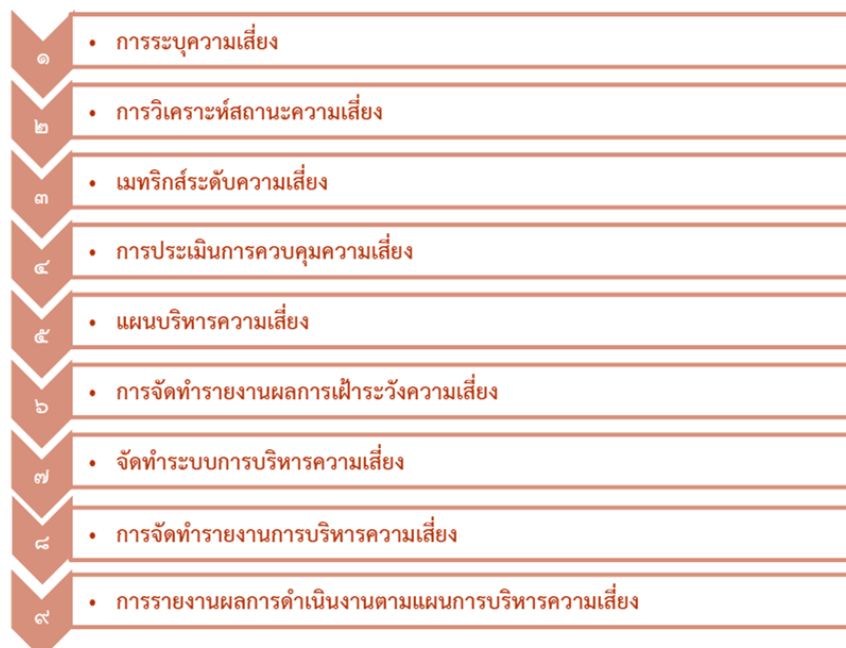 ๑ • การระบุความเสี่ยง
๒ • การวิเคราะห์สถานะความเสี่ยง
๓ • เมทริกส์ระดับความเสี่ยง
๔ • การประเมินการควบคุมความเสี่ยง
๕ • แผนบริหารความเสี่ยง
๖ • การจัดทำรายงานผลการเฝ้าระวังความเสี่ยง
๗ • จัดทำระบบการบริหารความเสี่ยง
๘ • การจัดทำรายงานการบริหารความเสี่ยง
๙ • การรายงานผลการดำเนินงานตามแผนการบริหารความเสี่ยง